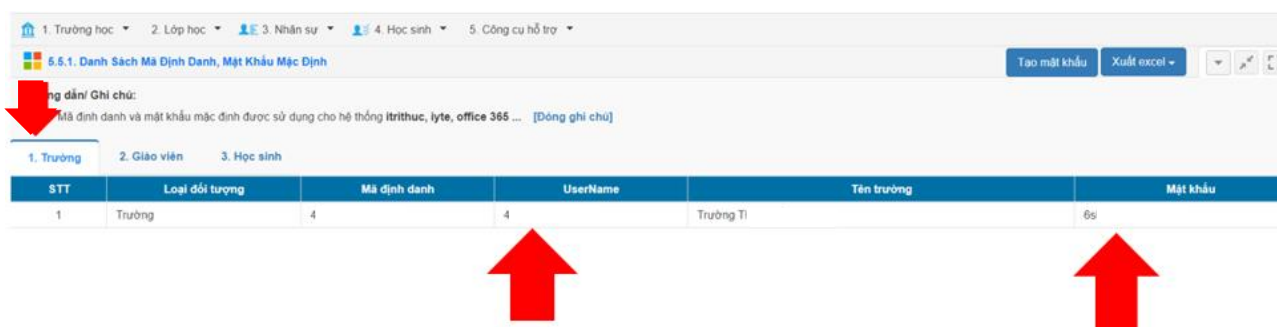 1. Trường học 2. Lớp học 3. Nhân sự 4. Học sinh 5. Công cụ hỗ trợ
5.5.1. Danh Sách Mã Định Danh, Mật Khẩu Mặc Định Tạo mật khẩu Xuất excel
dẫn/ Ghi chú:
Mã định danh và mật khẩu mặc định được sử dụng cho hệ thống itrithuc, iyte, office 365 ... [Đóng ghi chú]
1. Trường 2. Giáo viên 3. Học sinh
STT Loại đối tượng Mã định danh UserName Tên trường Mật khẩu
1 Trường 4 4 Trường 6s